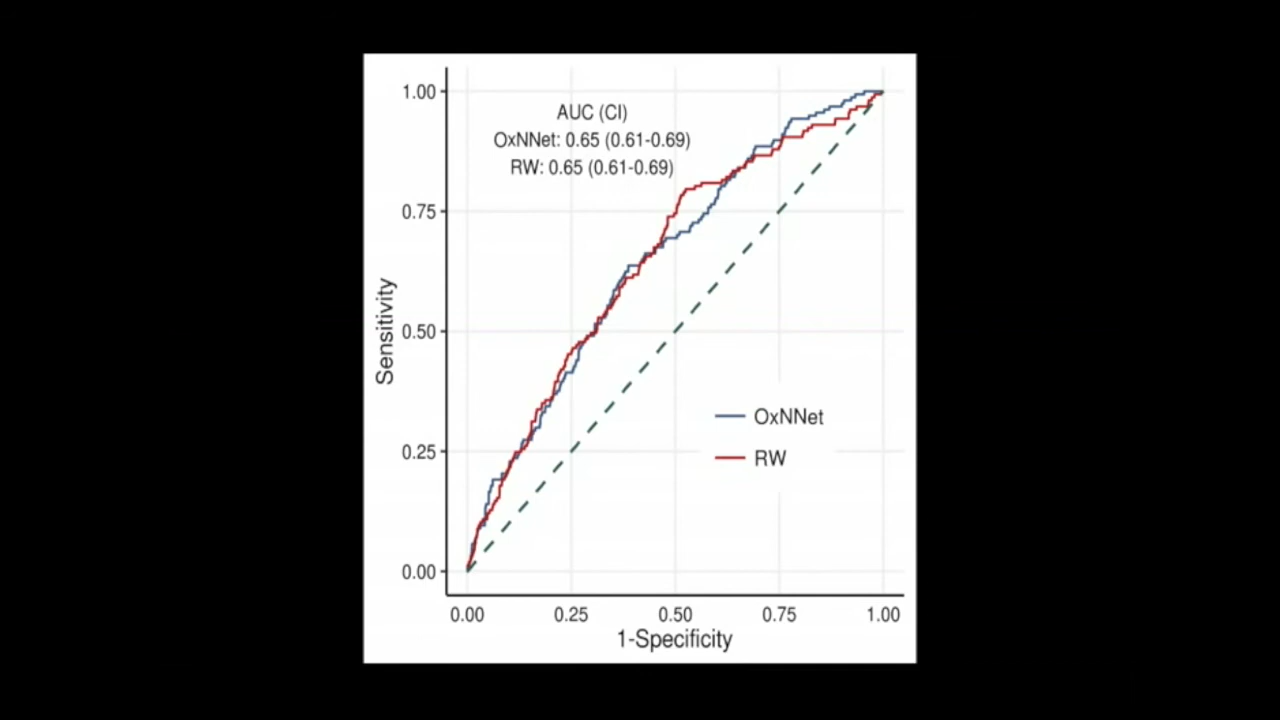 AUC (CI)
OxNNet: 0.65 (0.61-0.69)
RW: 0.65 (0.61-0.69)
1.00
0.75
0.50
0.25
0.00
Sensitivity
OxNNet
RW
0.00 0.25 0.50 0.75 1.00
1-Specificity